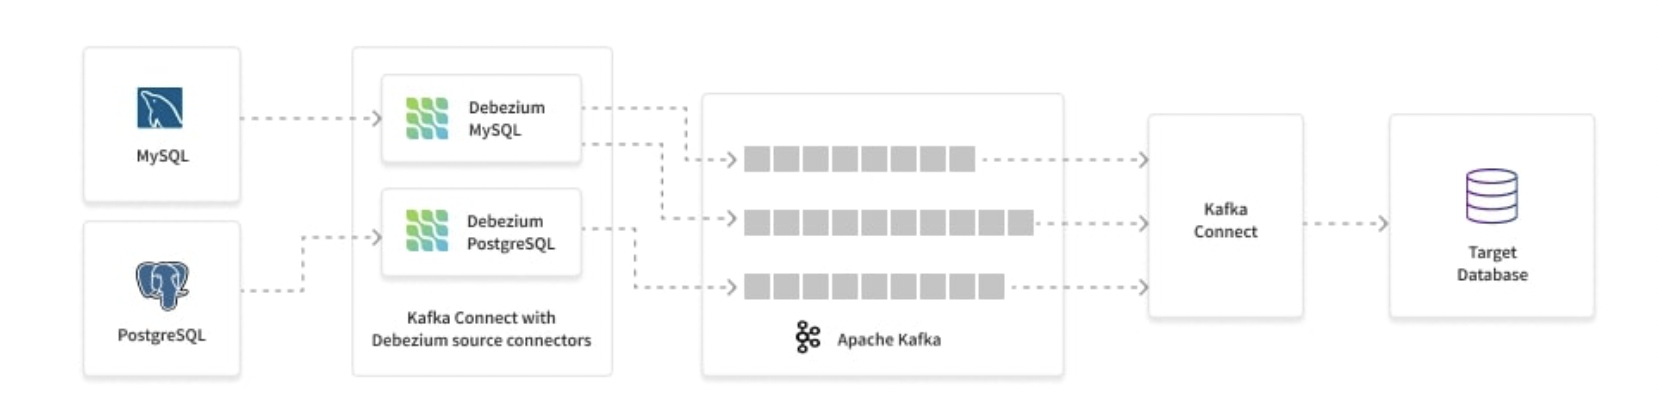 MySQL
PostgreSQL
Debezium
MySQL
Debezium
PostgreSQL
Kafka Connect with
Debezium source connectors
Apache Kafka
Kafka
Connect
Target
Database